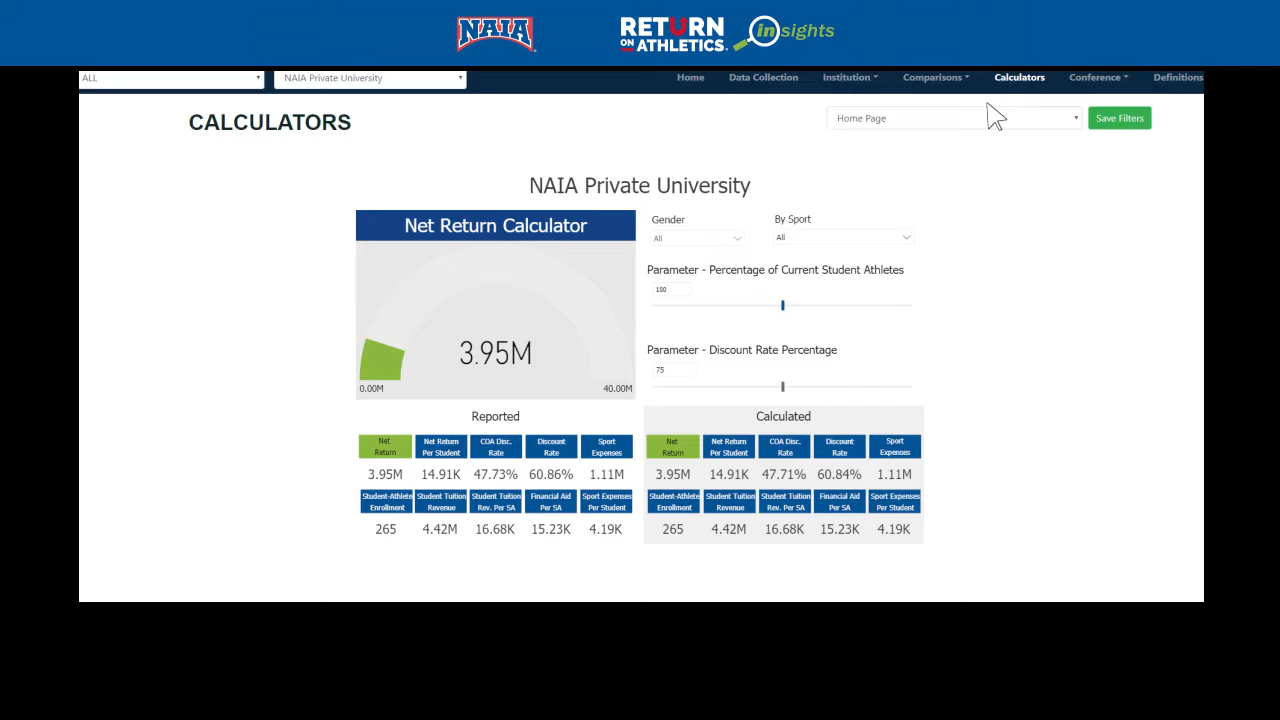 NAIA
RETURN
ON ATHLETICS.
insights
ALL
NAIA Private University
Home
Data Collection
Institution
Comparisons
Calculators
Conference
Definitions
CALCULATORS
Home Page
Save Filters
NAIA Private University
Net Return Calculator
3.95M
0.00M
40.00M
Gender
By Sport
All
All
Parameter - Percentage of Current Student Athletes
100
Parameter - Discount Rate Percentage
75
Reported
Net Return
Net Return Per Student
COA Disc. Rate
Discount Rate
Sport Expenses
3.95M 14.91K 47.73% 60.86% 1.11M
Student-Athlete Enrollment
Student Tuition Revenue
Student Tuition Rev. Per SA
Financial Aid Per SA
Sport Expenses Per Student
265 4.42M 16.68K 15.23K 4.19K
Calculated
Net Return
Net Return Per Student
COA Disc. Rate
Discount Rate
Sport Expenses
3.95M 14.91K 47.71% 60.84% 1.11M
Student-Athlete Enrollment
Student Tuition Revenue
Student Tuition Rev. Per SA
Financial Aid Per SA
Sport Expenses Per Student
265 4.42M 16.68K 15.23K 4.19K